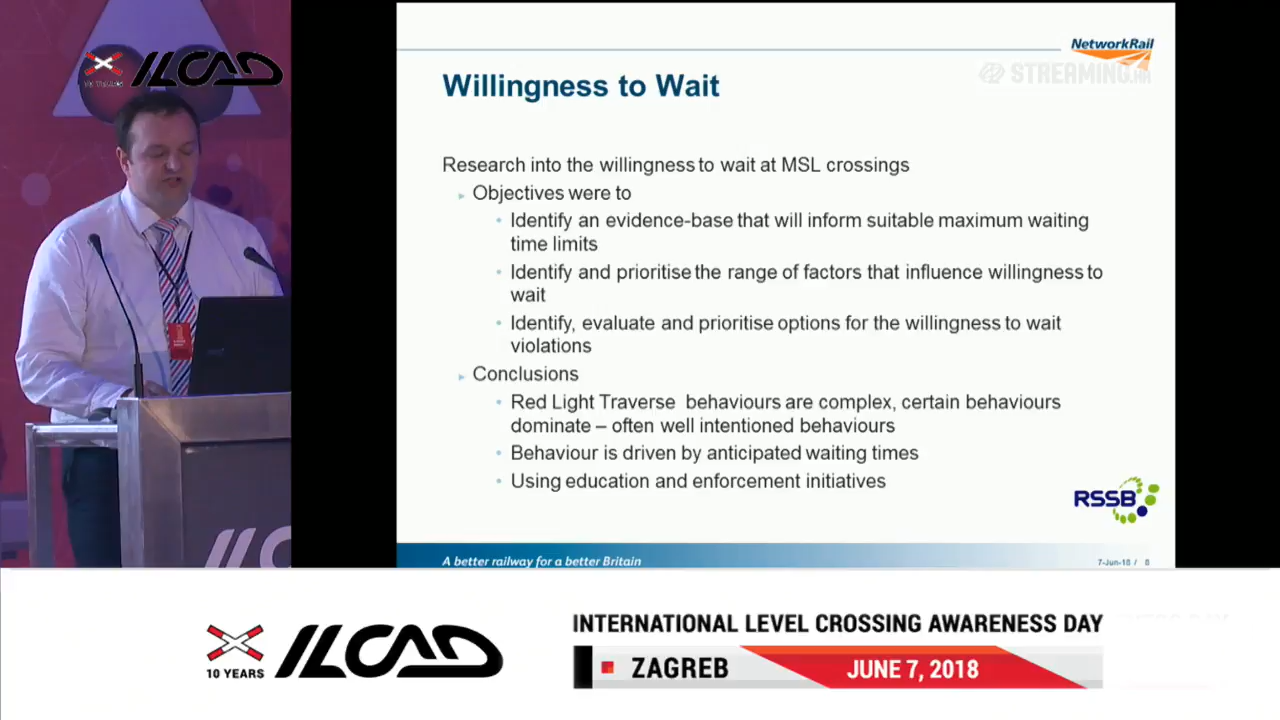 ILCAD
NetworkRail
STREAMING.HR
Willingness to Wait
Research into the willingness to wait at MSL crossings
Objectives were to
Identify an evidence-base that will inform suitable maximum waiting
time limits
Identify and prioritise the range of factors that influence willingness to
wait
Identify, evaluate and prioritise options for the willingness to wait
violations
Conclusions
Red Light Traverse behaviours are complex, certain behaviours
dominate – often well intentioned behaviours
Behaviour is driven by anticipated waiting times
Using education and enforcement initiatives
RSSB
A better railway for a better Britain
7-Jun-18 / 8
10 YEARS
ILCAD
INTERNATIONAL LEVEL CROSSING AWARENESS DAY
ZAGREB
JUNE 7, 2018